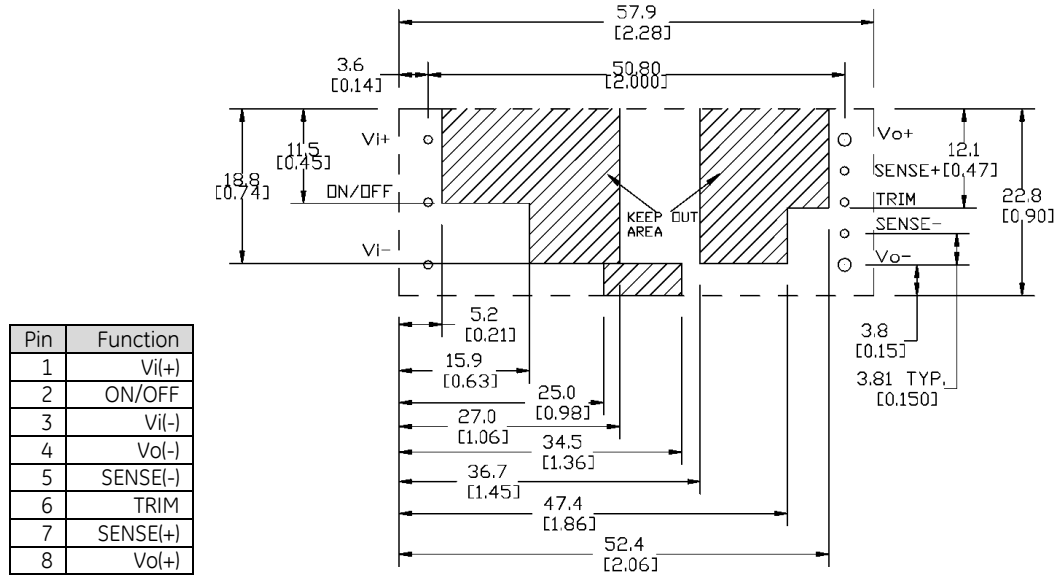 57.9
[2.28]
3.6
[0.14]
50.80
[2.000]
Vi+
11.5
[0.45]
18.8
[0.74]
ON/OFF
Vi-
KEEP OUT
AREA
Vo+
SENSE+
12.1
[0.47]
TRIM
SENSE-
Vo-
22.8
[0.90]
5.2
[0.21]
15.9
[0.63]
25.0
[0.98]
27.0
[1.06]
34.5
[1.36]
36.7
[1.45]
47.4
[1.86]
52.4
[2.06]
3.8
[0.15]
3.81 TYP.
[0.150]
Pin Function
1 Vi(+)
2 ON/OFF
3 Vi(-)
4 Vo(-)
5 SENSE(-)
6 TRIM
7 SENSE(+)
8 Vo(+)